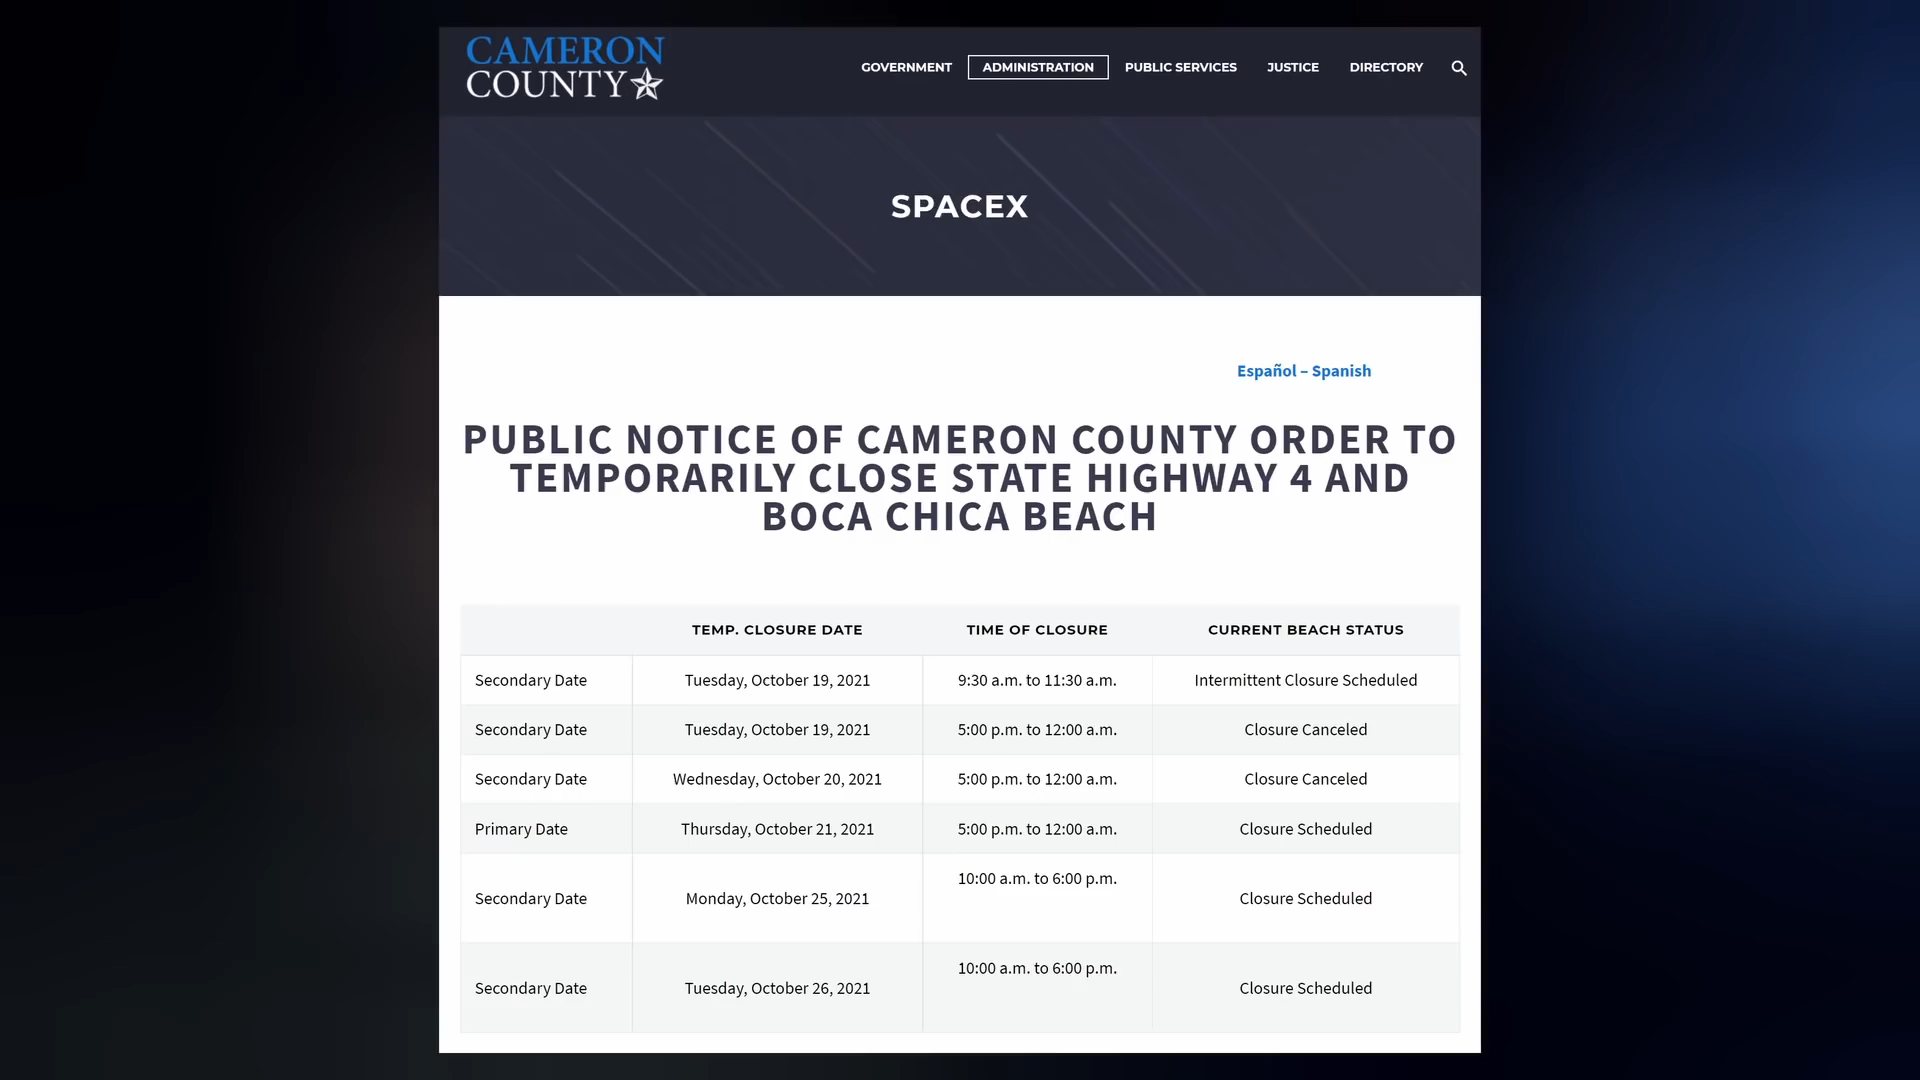 CAMERON
COUNTY
GOVERNMENT ADMINISTRATION PUBLIC SERVICES JUSTICE DIRECTORY
SPACEX
Español – Spanish
PUBLIC NOTICE OF CAMERON COUNTY ORDER TO
TEMPORARILY CLOSE STATE HIGHWAY 4 AND
BOCA CHICA BEACH
TEMP. CLOSURE DATE TIME OF CLOSURE CURRENT BEACH STATUS
Secondary Date Tuesday, October 19, 2021 9:30 a.m. to 11:30 a.m. Intermittent Closure Scheduled
Secondary Date Tuesday, October 19, 2021 5:00 p.m. to 12:00 a.m. Closure Canceled
Secondary Date Wednesday, October 20, 2021 5:00 p.m. to 12:00 a.m. Closure Canceled
Primary Date Thursday, October 21, 2021 5:00 p.m. to 12:00 a.m. Closure Scheduled
Secondary Date Monday, October 25, 2021 10:00 a.m. to 6:00 p.m. Closure Scheduled
Secondary Date Tuesday, October 26, 2021 10:00 a.m. to 6:00 p.m. Closure Scheduled